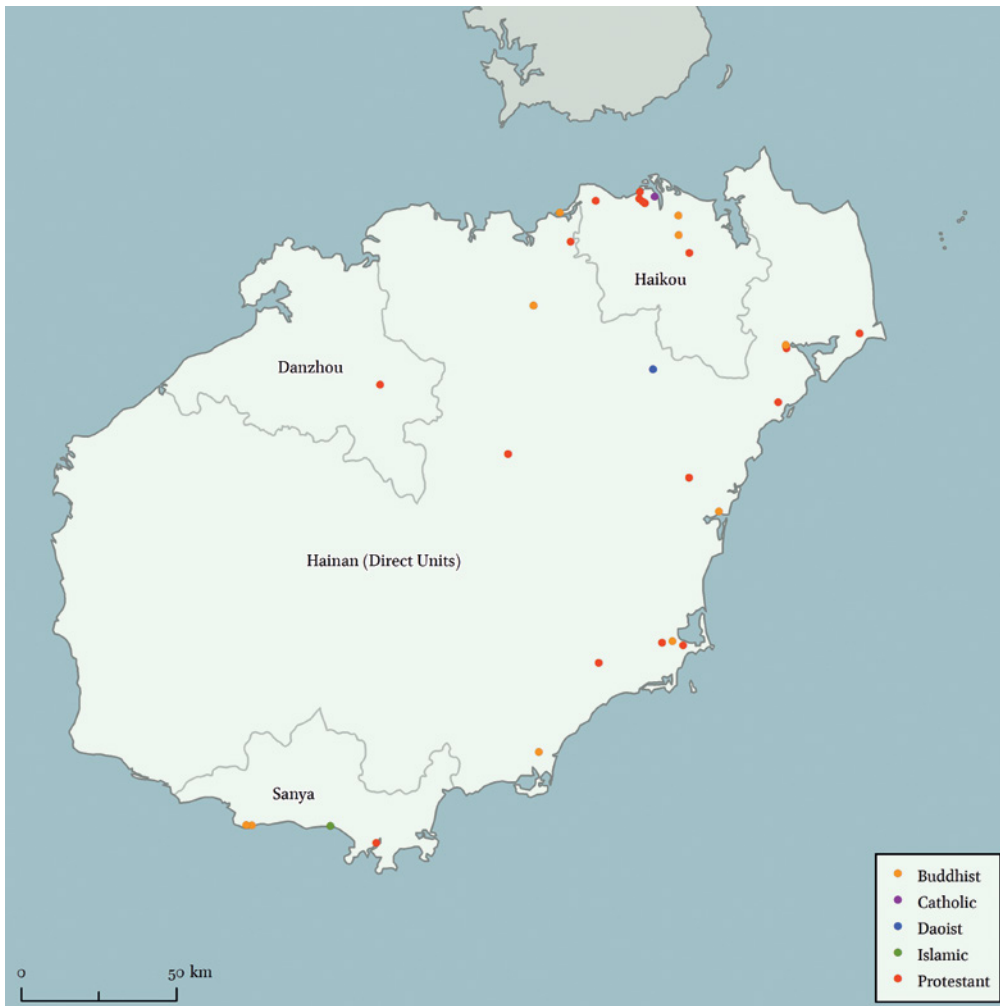 Haikou
Danzhou
Hainan (Direct Units)
Sanya
Buddhist
Catholic
Daoist
Islamic
Protestant
0 50 km